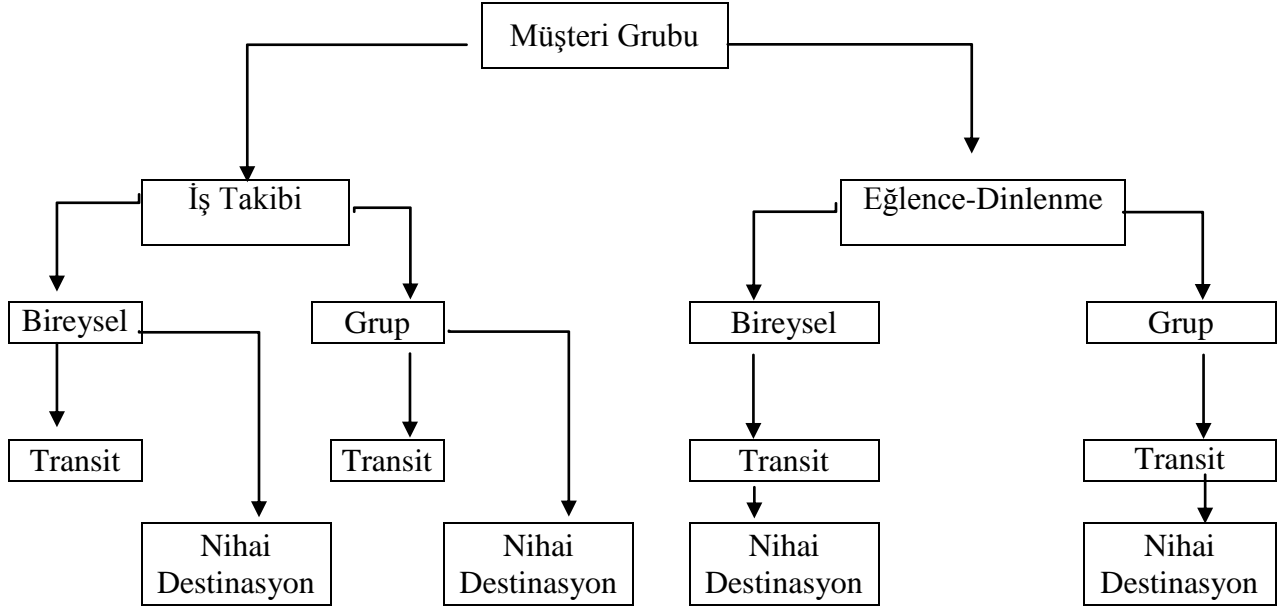 Müşteri Grubu
İş Takibi
Eğlence-Dinlenme
Bireysel
Grup
Bireysel
Grup
Transit
Transit
Transit
Transit
Nihai
Destinasyon
Nihai
Destinasyon
Nihai
Destinasyon
Nihai
Destinasyon